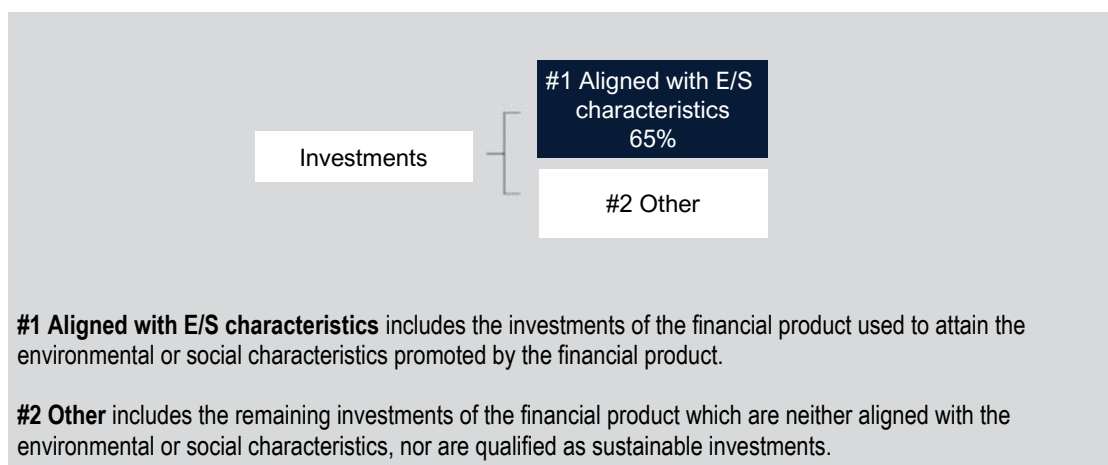 #1 Aligned with E/S
characteristics
65%
Investments
#2 Other
#1 Aligned with E/S characteristics includes the investments of the financial product used to attain the
environmental or social characteristics promoted by the financial product.
#2 Other includes the remaining investments of the financial product which are neither aligned with the
environmental or social characteristics, nor are qualified as sustainable investments.